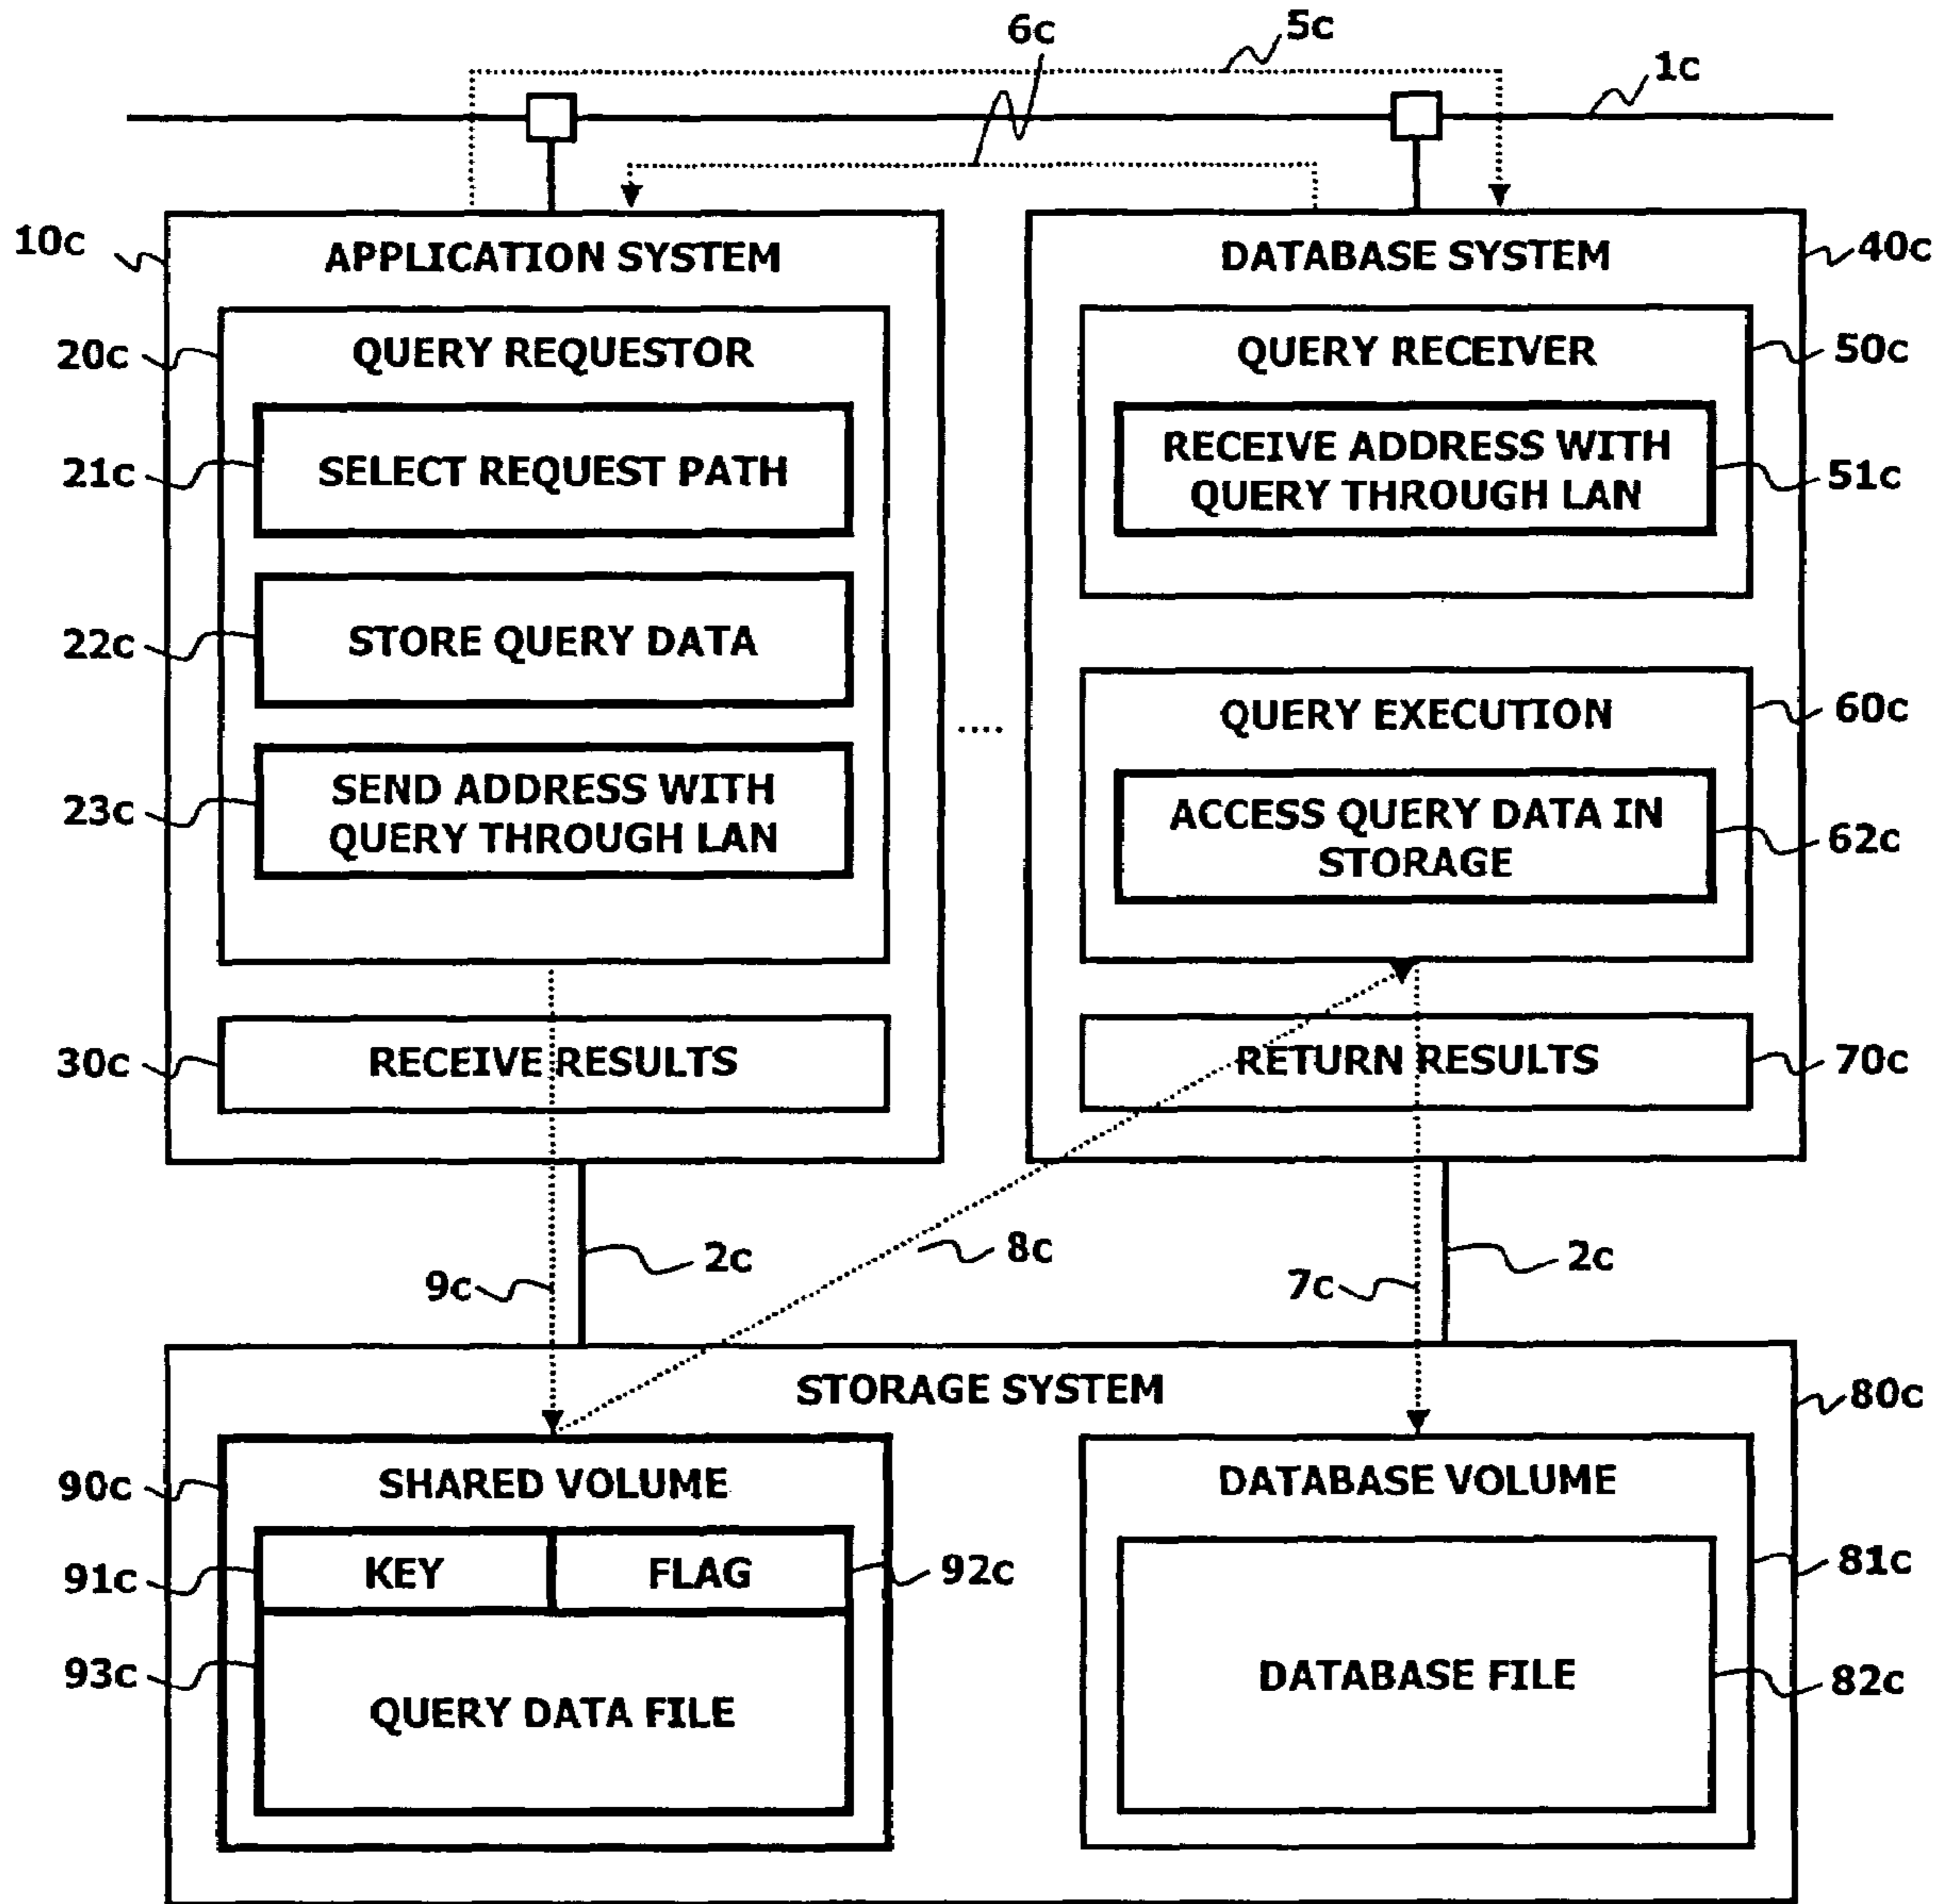 6c
5c
1c
10c
APPLICATION SYSTEM
20c
QUERY REQUESTOR
21c
SELECT REQUEST PATH
22c
STORE QUERY DATA
23c
SEND ADDRESS WITH
QUERY THROUGH LAN
30c
RECEIVE RESULTS
....
DATABASE SYSTEM
40c
QUERY RECEIVER
50c
RECEIVE ADDRESS WITH
QUERY THROUGH LAN
51c
QUERY EXECUTION
60c
ACCESS QUERY DATA IN
STORAGE
62c
RETURN RESULTS
70c
9c
2c
8c
7c
2c
STORAGE SYSTEM
80c
90c
SHARED VOLUME
91c
KEY
FLAG
92c
93c
QUERY DATA FILE
DATABASE VOLUME
81c
DATABASE FILE
82c